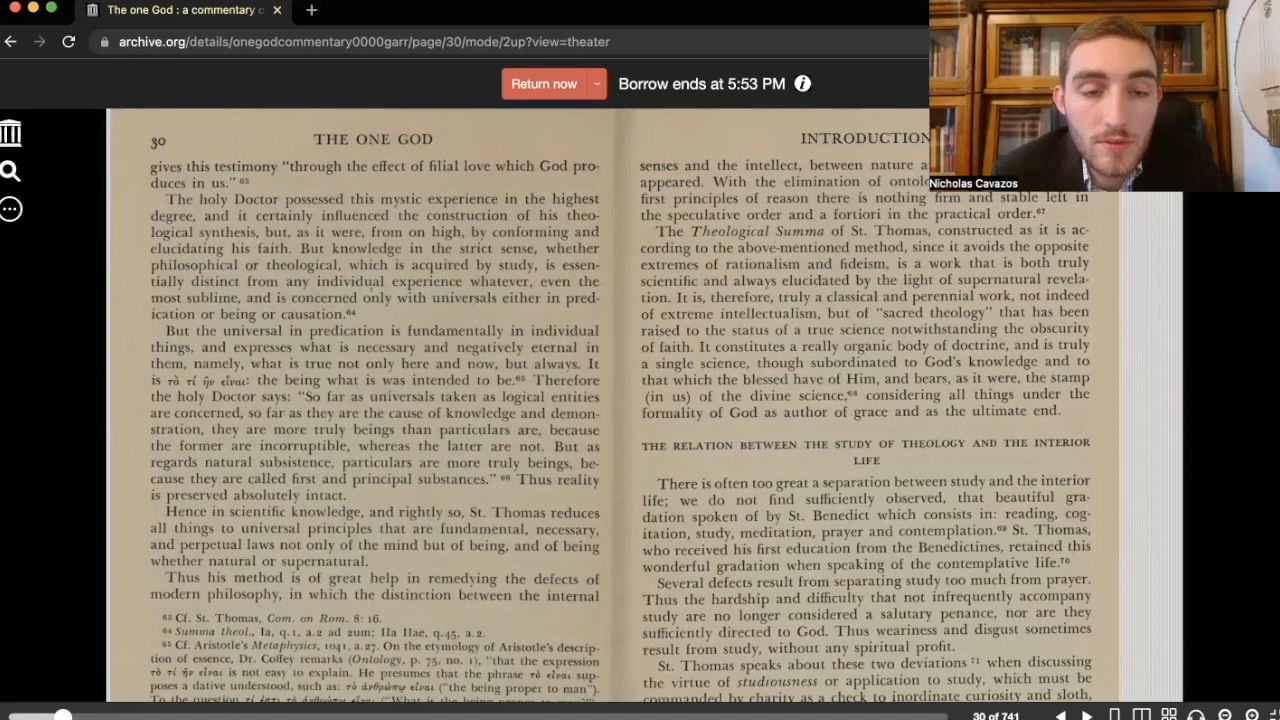 The one God : a commentary o
archive.org/details/onegodcommentary0000garr/page/30/mode/2up?view=theater
Return now
Borrow ends at 5:53 PM
Nicholas Cavazos
30 THE ONE GOD
gives this testimony "through the effect of filial love which God pro-
duces in us." 63
The holy Doctor possessed this mystic experience in the highest
degree, and it certainly influenced the construction of his theo-
logical synthesis, but, as it were, from on high, by conforming and
elucidating his faith. But knowledge in the strict sense, whether
philosophical or theological, which is acquired by study, is essen-
tially distinct from any individual experience whatever, even the
most sublime, and is concerned only with universals either in pred-
ication or being or causation.64
But the universal in predication is fundamentally in individual
things, and expresses what is necessary and negatively eternal in
them, namely, what is true not only here and now, but always. It
is τὸ τί ἦν εἶναι: the being what is was intended to be.65 Therefore
the holy Doctor says: "So far as universals taken as logical entities
are concerned, so far as they are the cause of knowledge and demon-
stration, they are more truly beings than particulars are, because
the former are incorruptible, whereas the latter are not. But as
regards natural subsistence, particulars are more truly beings, be-
cause they are called first and principal substances." 66 Thus reality
is preserved absolutely intact.
Hence in scientific knowledge, and rightly so, St. Thomas reduces
all things to universal principles that are fundamental, necessary,
and perpetual laws not only of the mind but of being, and of being
whether natural or supernatural.
Thus his method is of great help in remedying the defects of
modern philosophy, in which the distinction between the internal
63 Cf. St. Thomas, Com. on Rom. 8: 16.
64 Summa theol., Ia, q.1, a.2 ad 2um; IIa IIae, q.45, a.2.
65 Cf. Aristotle's Metaphysics, 1041, a.27. On the etymology of Aristotle's descrip-
tion of essence, Dr. Coffey remarks (Ontology, p. 75, no. 1), "that the expression
τὸ τί ἦν εἶναι is not easy to explain. He presumes that the phrase τὸ εἶναι sup-
poses a dative understood, such as: τὸ ἀνθρώπῳ εἶναι ("the being proper to man").
To the question
INTRODUCTION
senses and the intellect, between nature a
appeared. With the elimination of ontol
first principles of reason there is nothing firm and stable left in
the speculative order and a fortiori in the practical order.67
The Theological Summa of St. Thomas, constructed as it is ac-
cording to the above-mentioned method, since it avoids the opposite
extremes of rationalism and fideism, is a work that is both truly
scientific and always elucidated by the light of supernatural revela-
tion. It is, therefore, truly a classical and perennial work, not indeed
of extreme intellectualism, but of "sacred theology" that has been
raised to the status of a true science notwithstanding the obscurity
of faith. It constitutes a really organic body of doctrine, and is truly
a single science, though subordinated to God's knowledge and to
that which the blessed have of Him, and bears, as it were, the stamp
(in us) of the divine science,68 considering all things under the
formality of God as author of grace and as the ultimate end.
THE RELATION BETWEEN THE STUDY OF THEOLOGY AND THE INTERIOR
LIFE
There is often too great a separation between study and the interior
life; we do not find sufficiently observed, that beautiful gra-
dation spoken of by St. Benedict which consists in: reading, cog-
itation, study, meditation, prayer and contemplation.69 St. Thomas,
who received his first education from the Benedictines, retained this
wonderful gradation when speaking of the contemplative life.70
Several defects result from separating study too much from prayer.
Thus the hardship and difficulty that not infrequently accompany
study are no longer considered a salutary penance, nor are they
sufficiently directed to God. Thus weariness and disgust sometimes
result from study, without any spiritual profit.
St. Thomas speaks about these two deviations 71 when discussing
the virtue of studiousness or application to study, which must be
commanded by charity as a check to inordinate curiosity and sloth,
30 of 741